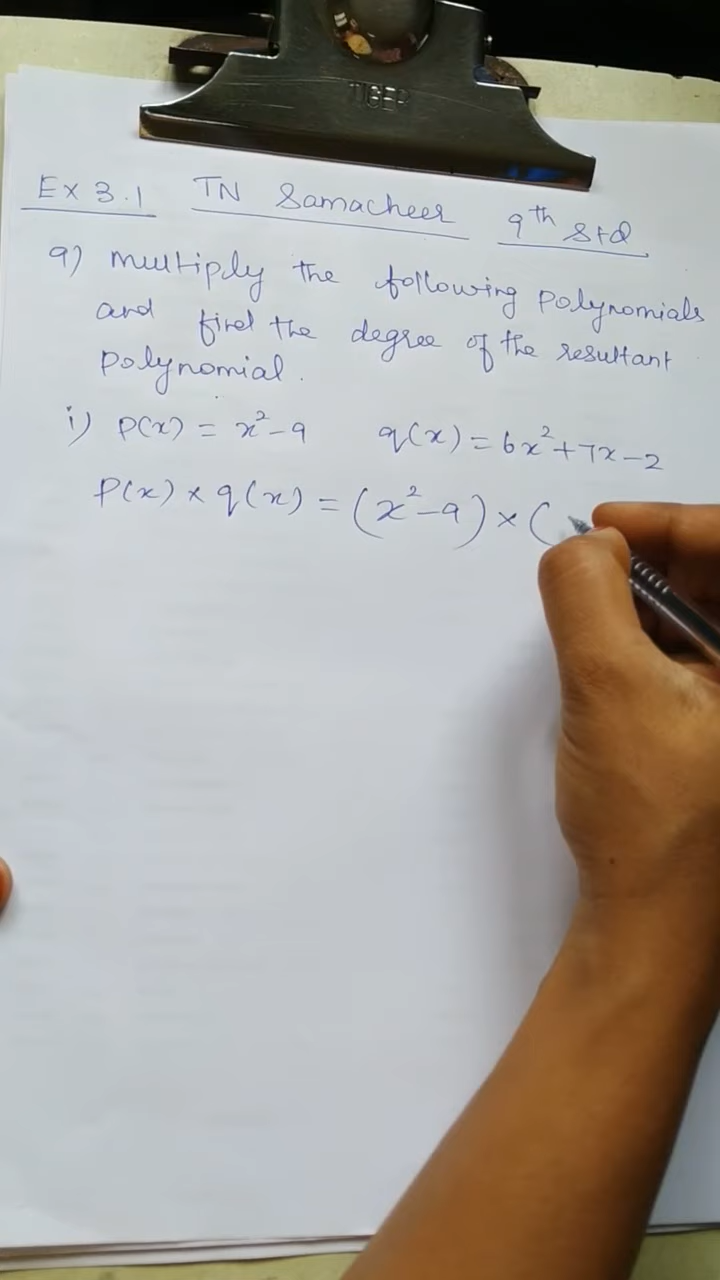 TIGER
Ex 3.1 TN Samacheer 9th std
9) Multiply the following polynomials
and find the degree of the resultant
polynomial.
i) p(x) = x²-9 q(x) = 6x²+7x-2
p(x) × q(x) = (x²-9) × (